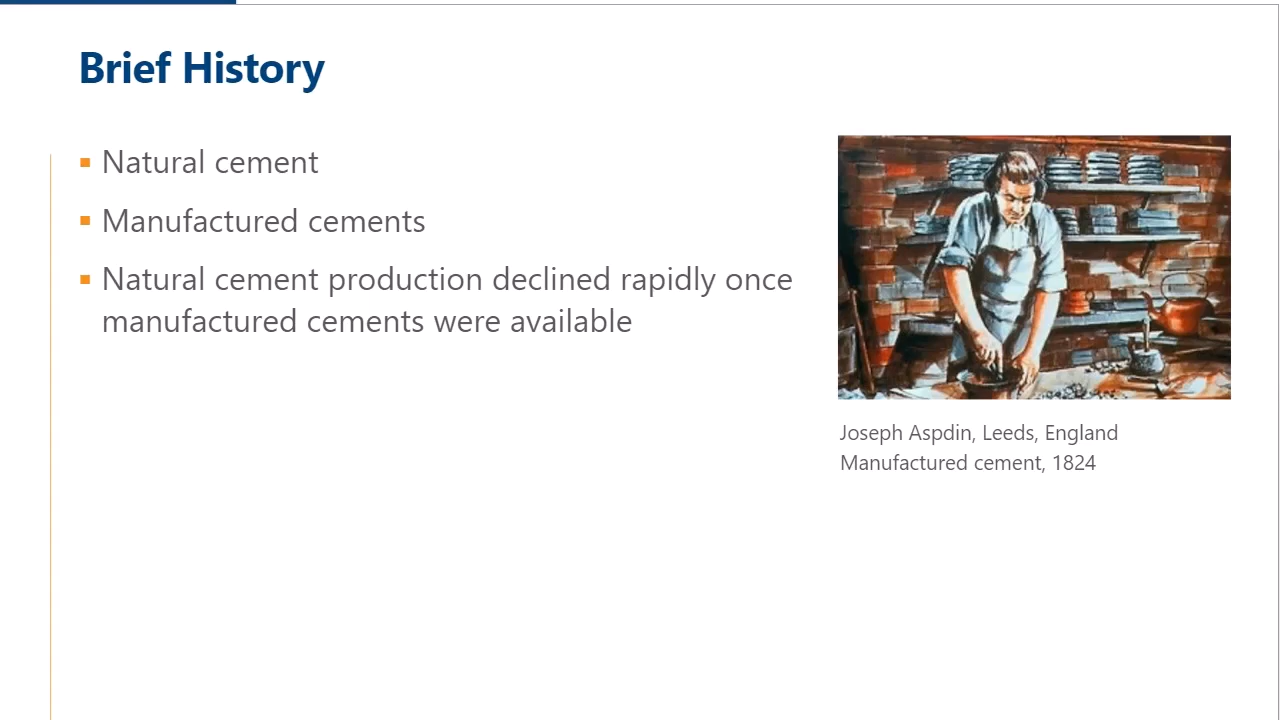 Brief History
Natural cement
Manufactured cements
Natural cement production declined rapidly once
manufactured cements were available
Joseph Aspdin, Leeds, England
Manufactured cement, 1824